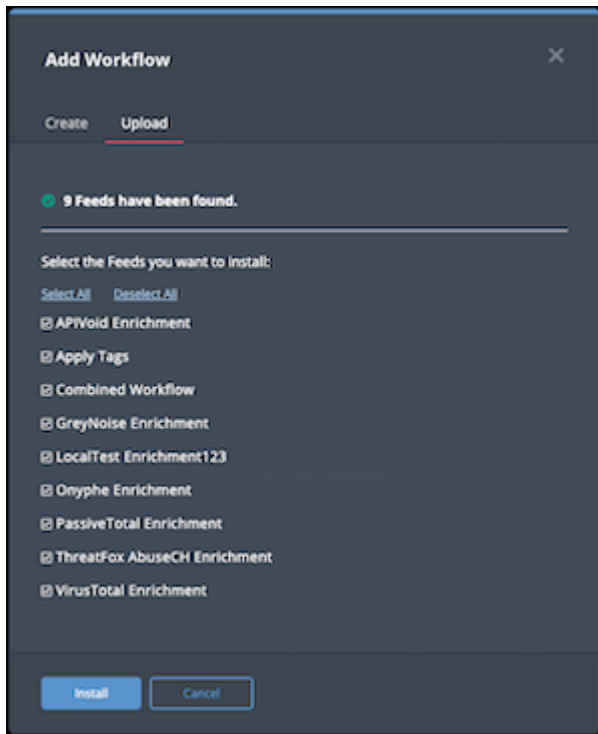 Add Workflow
Create Upload
9 Feeds have been found.
Select the Feeds you want to install:
Select All Deselect All
APIVoid Enrichment
Apply Tags
Combined Workflow
GreyNoise Enrichment
LocalTest Enrichment123
Onyphe Enrichment
PassiveTotal Enrichment
ThreatFox AbuseCH Enrichment
VirusTotal Enrichment
Install Cancel